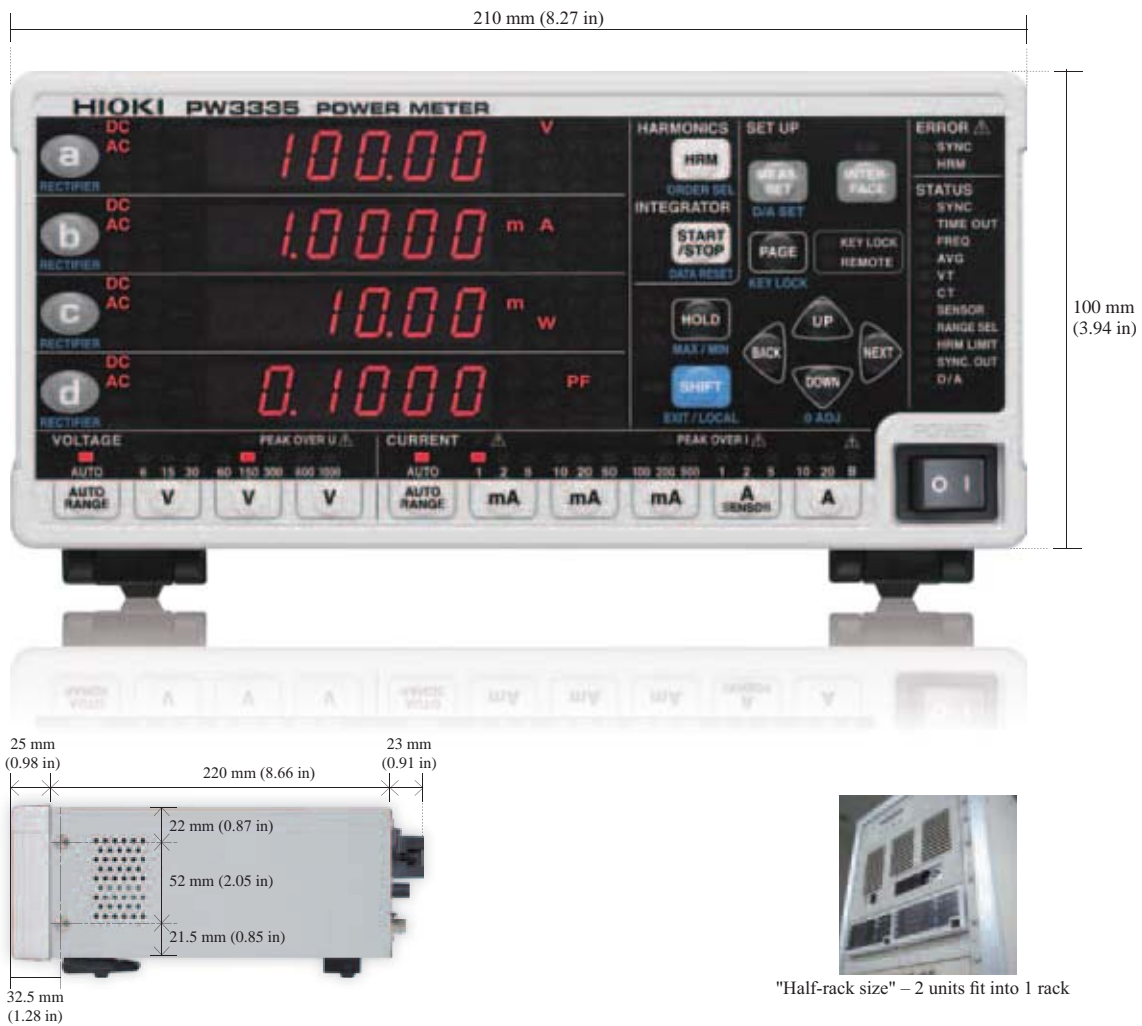 210 mm (8.27 in)
HIOKI PW3335 POWER METER
a
DC
AC
RECTIFIER
100.00
V
b
DC
AC
RECTIFIER
1.0000
m A
c
DC
AC
RECTIFIER
10.00
m
W
d
DC
AC
RECTIFIER
0.1000
PF
HARMONICS
HRM
ORDER SEL
INTEGRATOR
START
/STOP
DATA RESET
HOLD
MAX / MIN
SHIFT
EXIT / LOCAL
SET UP
MEAS.
SET
INTER-
FACE
D/A SET
PAGE
KEY LOCK
REMOTE
KEY LOCK
UP
BACK
NEXT
DOWN
0 ADJ
ERROR
SYNC
HRM
STATUS
SYNC
TIME OUT
FREQ
AVG
VT
CT
SENSOR
RANGE SEL
HRM LIMIT
SYNC. OUT
D/A
POWER
VOLTAGE
PEAK OVER U
CURRENT
PEAK OVER I
AUTO 6 15 30 60 150 300 600 1000 AUTO 1 2 5 10 20 50 100 200 500 1 2 5 10 20
AUTO
RANGE
V
V
V
AUTO
RANGE
mA
mA
mA
A
SENSOR
A
O I
100 mm
(3.94 in)
25 mm
(0.98 in)
220 mm (8.66 in)
23 mm
(0.91 in)
22 mm (0.87 in)
52 mm (2.05 in)
21.5 mm (0.85 in)
32.5 mm
(1.28 in)
"Half-rack size" – 2 units fit into 1 rack